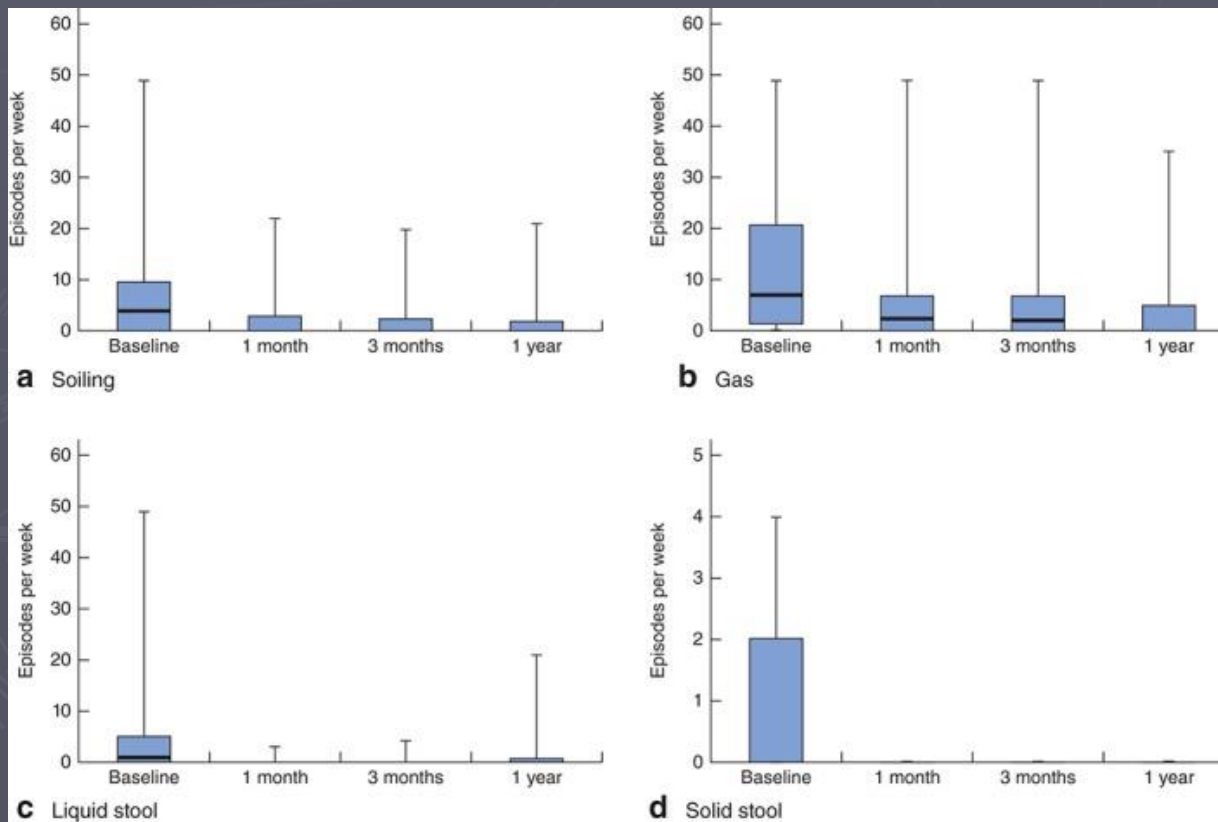 60
50
40
30
20
10
0
Episodes per week
Baseline 1 month 3 months 1 year
a Soiling
60
50
40
30
20
10
0
Episodes per week
Baseline 1 month 3 months 1 year
b Gas
60
50
40
30
20
10
0
Episodes per week
Baseline 1 month 3 months 1 year
c Liquid stool
5
4
3
2
1
0
Episodes per week
Baseline 1 month 3 months 1 year
d Solid stool